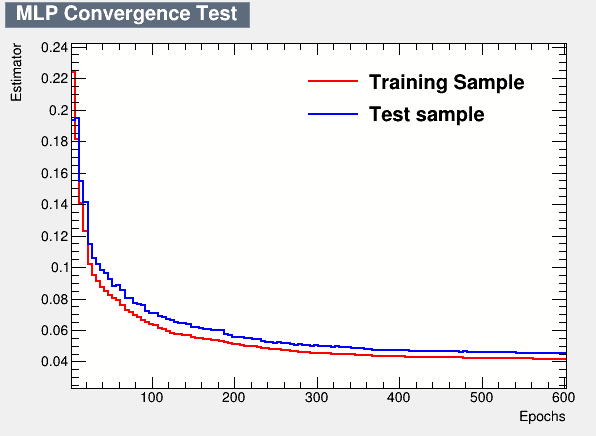 MLP Convergence Test
Estimator
0.24
0.22
0.2
0.18
0.16
0.14
0.12
0.1
0.08
0.06
0.04
Training Sample
Test sample
100 200 300 400 500 600
Epochs